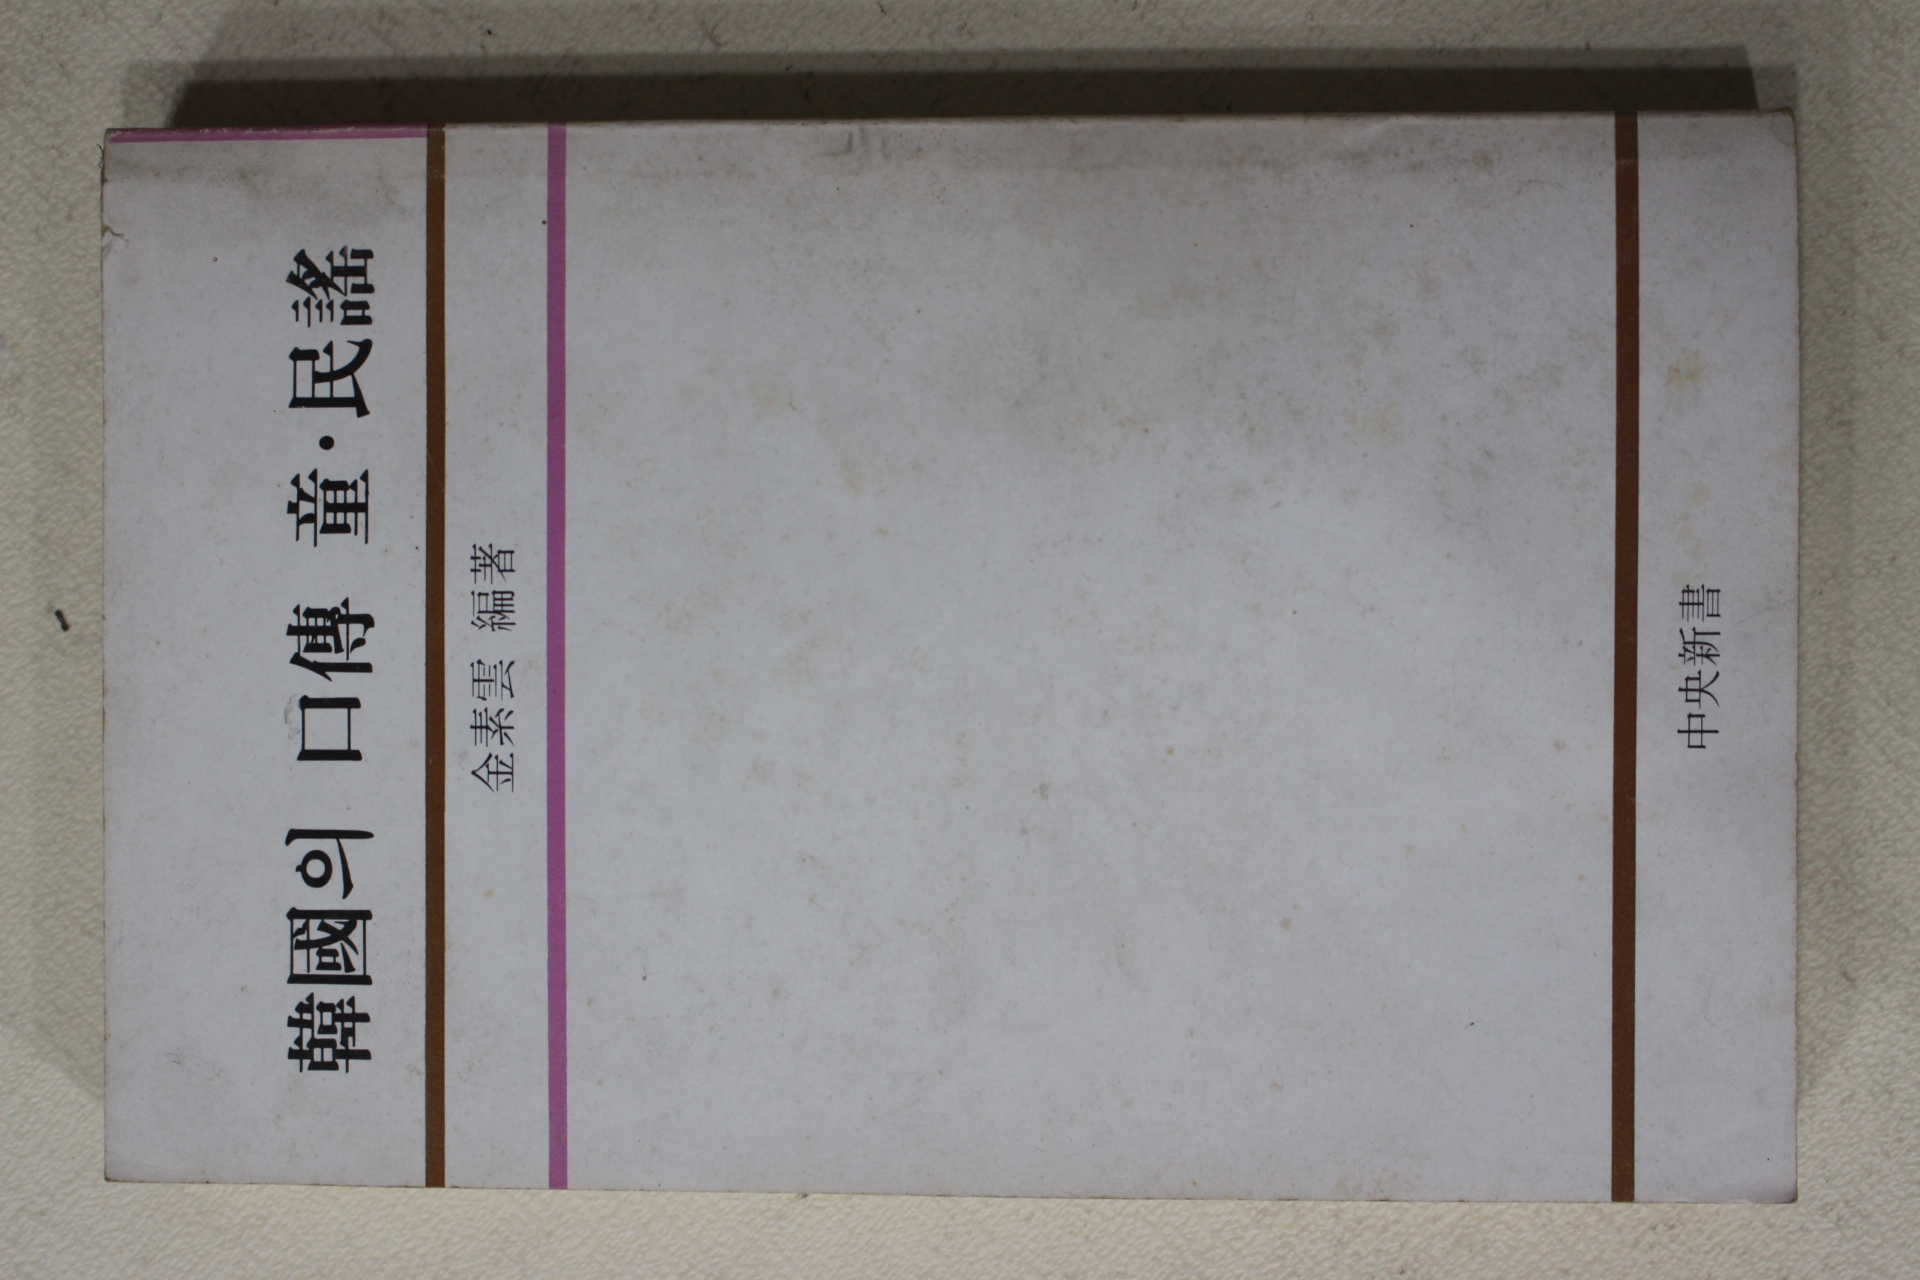 韓國의 口傳 童·民謠
金素雲 編著
中央新書